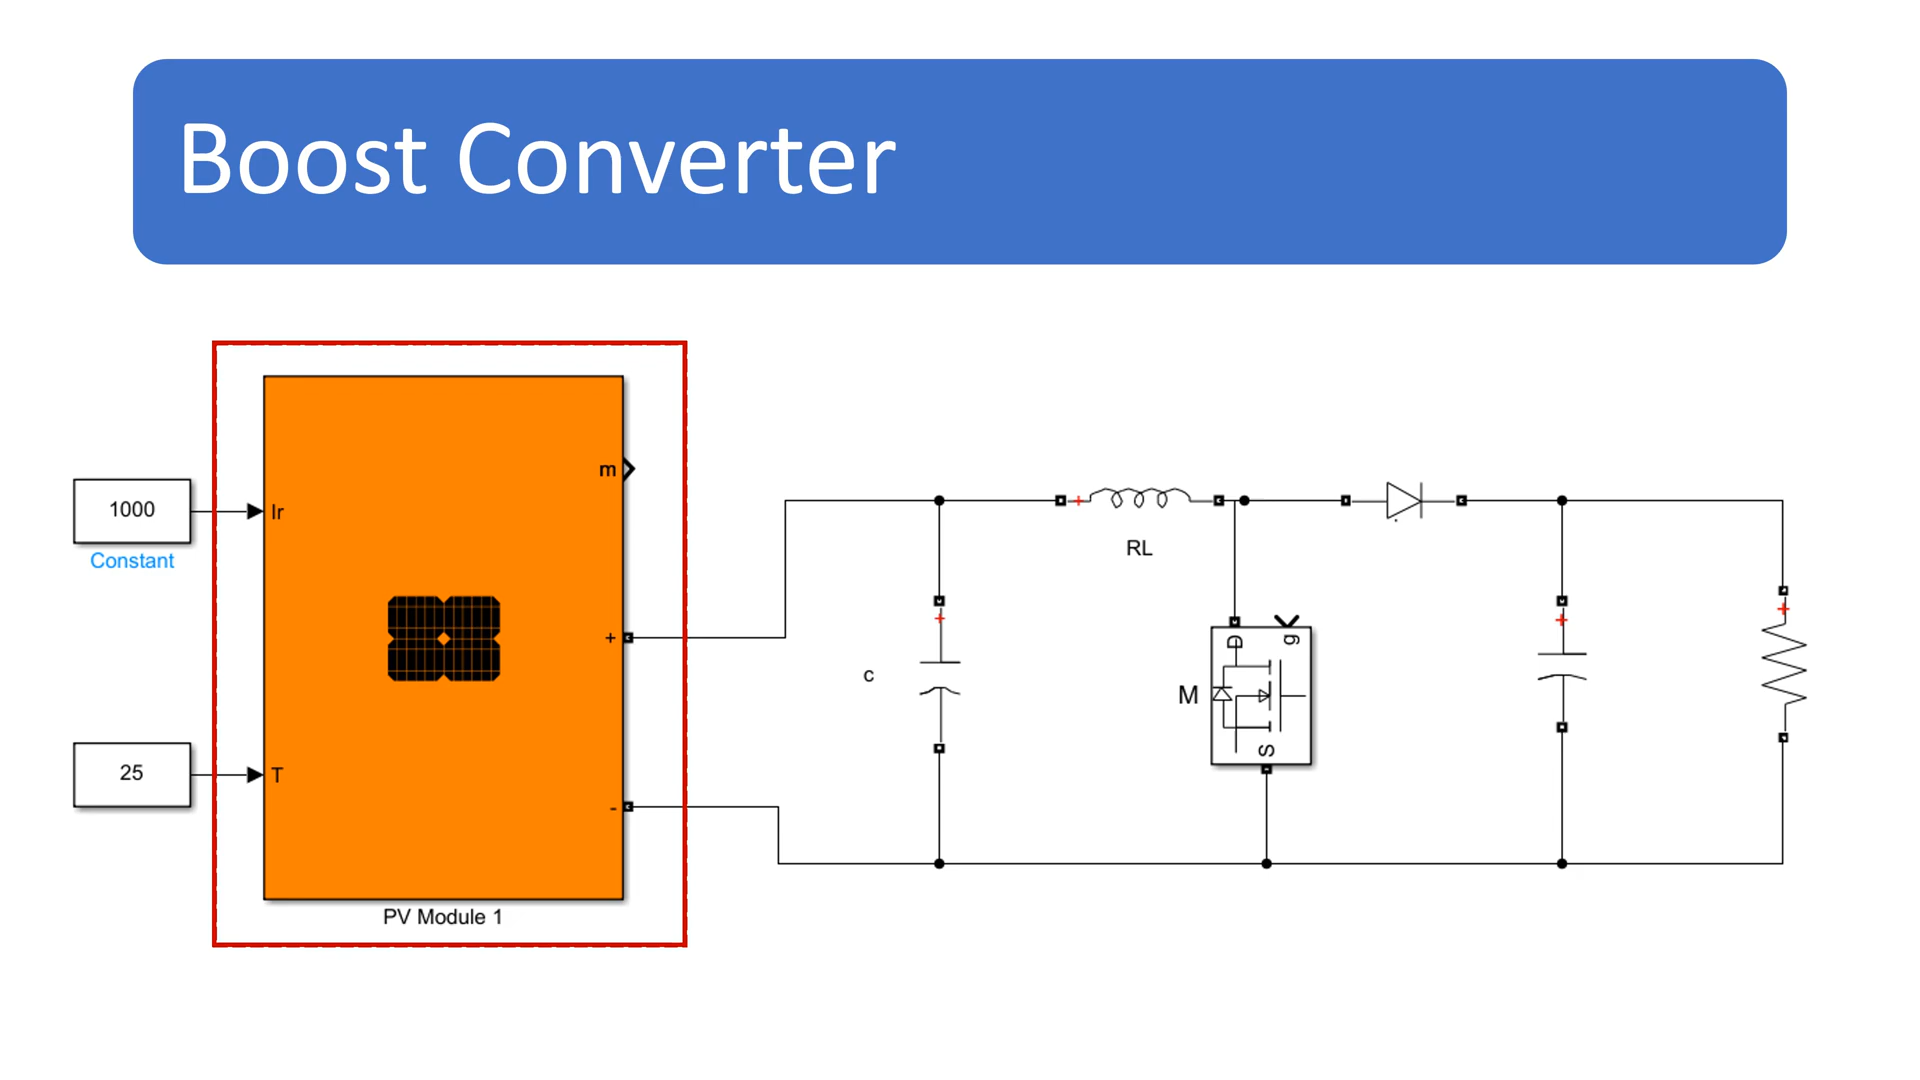 Boost Converter
1000
Constant
25
Ir
T
m
+
-
PV Module 1
c
+
+
RL
M
D
g
S
+
+